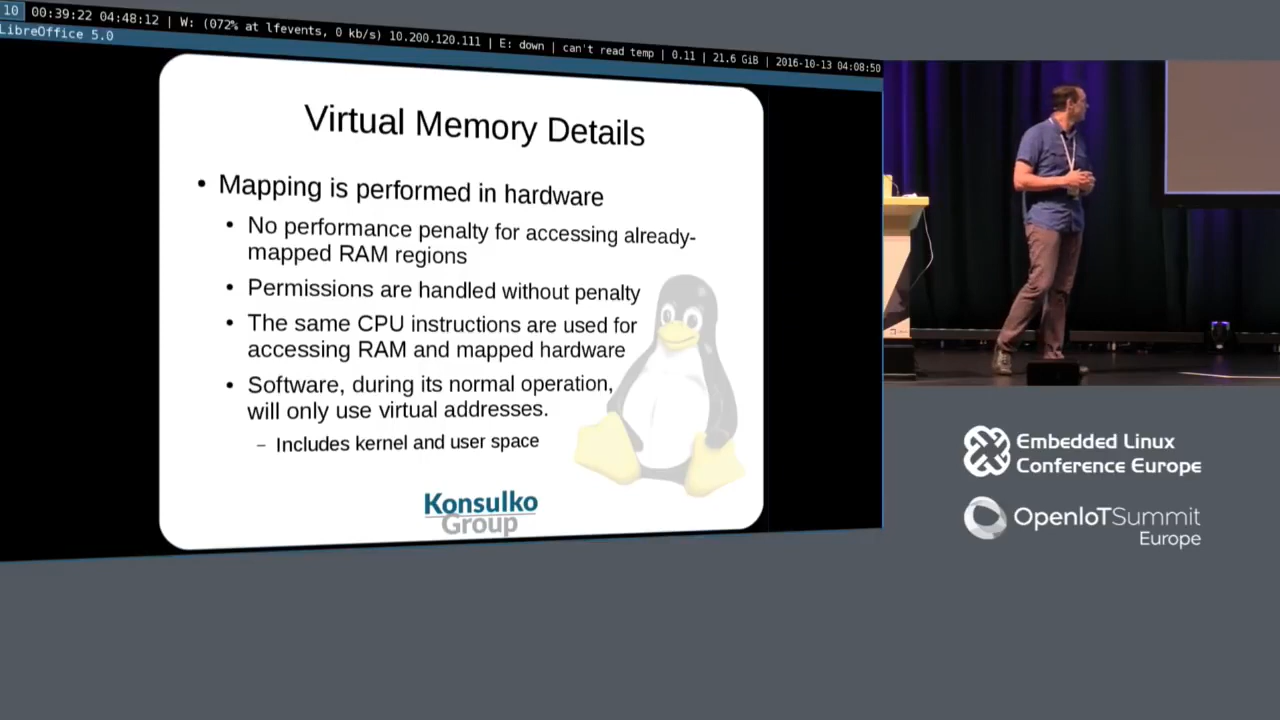 10 00:39:22 04:48:12 | W: (072% at lfevents, 0 kb/s) 10.200.120.111 | E: down | can't read temp | 0.11 | 21.6 GiB | 2016-10-13 04:08:50
LibreOffice 5.0
Virtual Memory Details
• Mapping is performed in hardware
• No performance penalty for accessing already-
mapped RAM regions
• Permissions are handled without penalty
• The same CPU instructions are used for
accessing RAM and mapped hardware
• Software, during its normal operation,
will only use virtual addresses.
– Includes kernel and user space
Konsulko
Group
Embedded Linux
Conference Europe
OpenIoTSummit
Europe